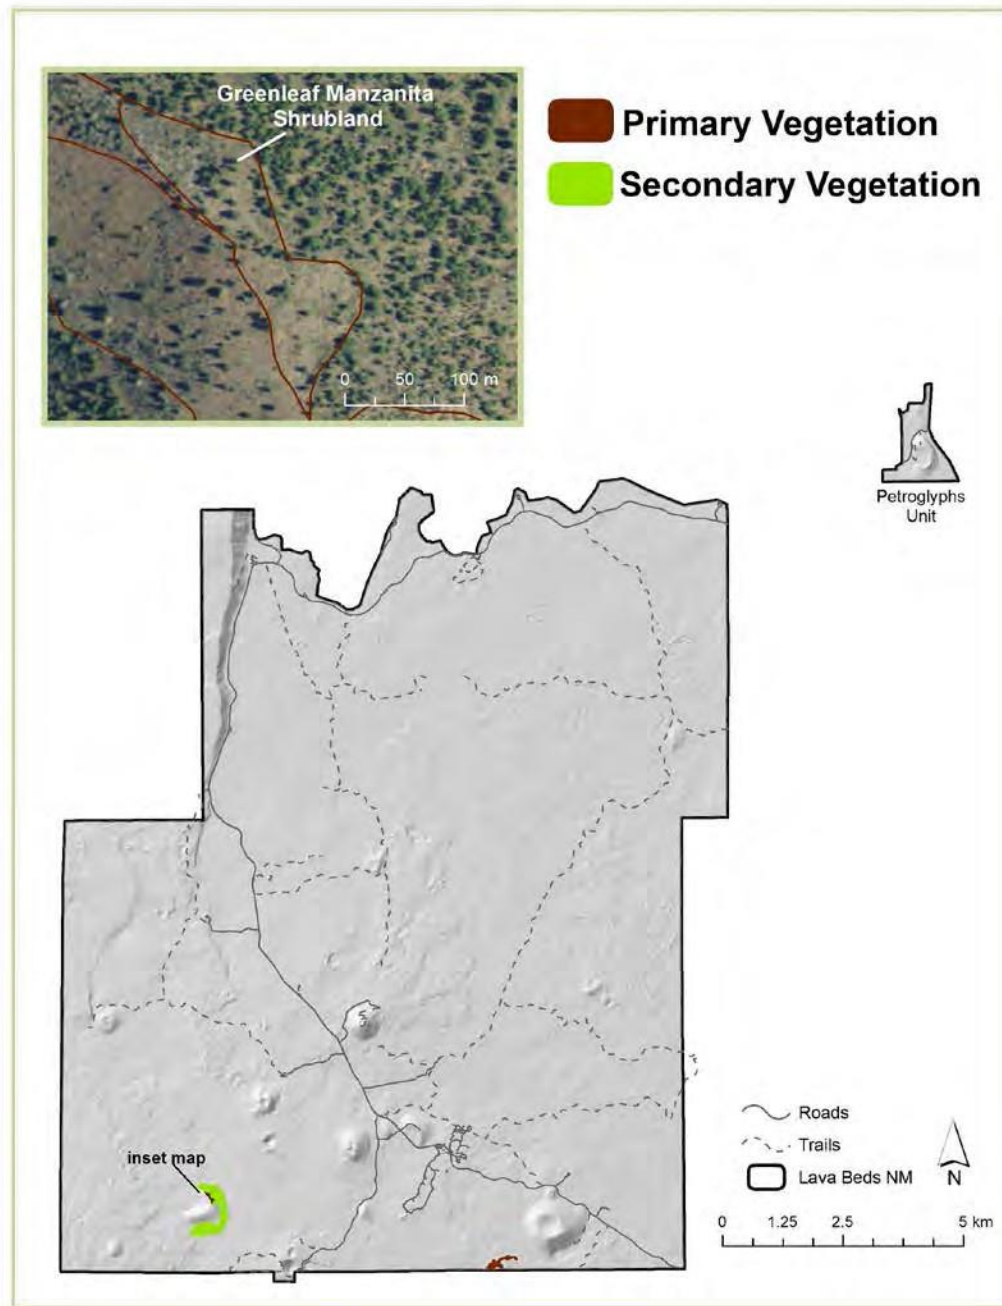 Greenleaf Manzanita
Shrubland
0 50 100 m
Primary Vegetation
Secondary Vegetation
Petroglyphs
Unit
inset map
Roads
Trails
Lava Beds NM
N
0 1.25 2.5 5 km